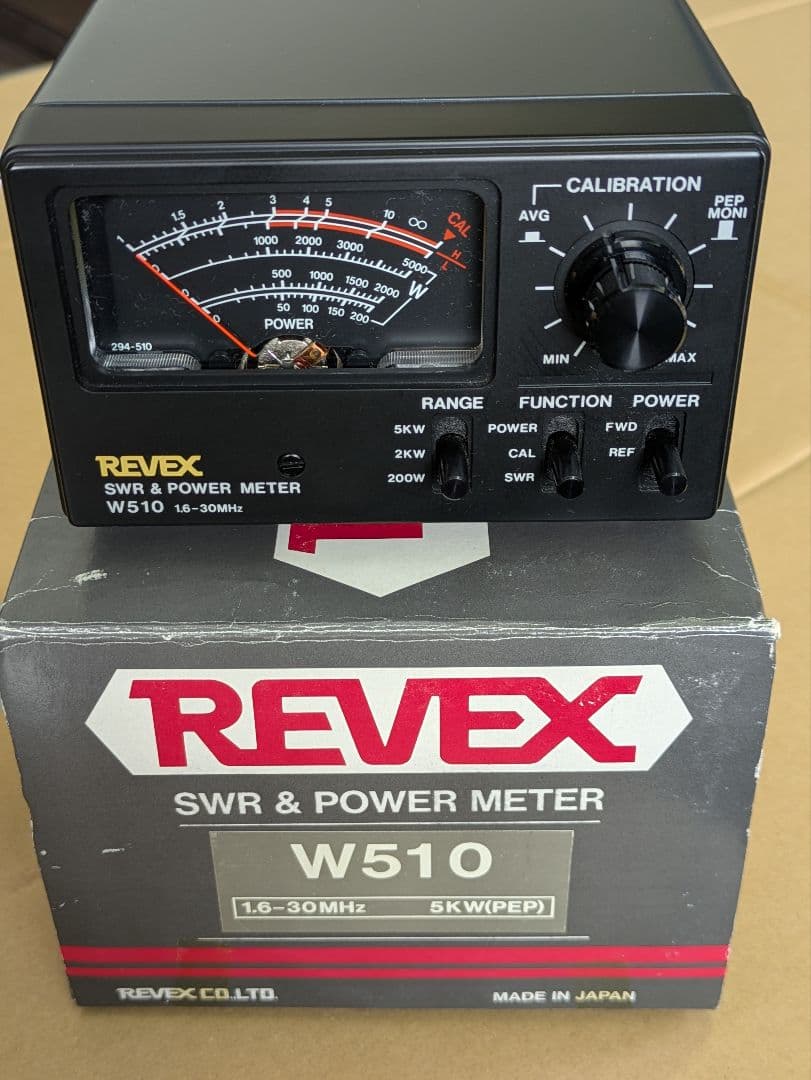 CALIBRATION
AVG
PEP
MONI
MIN
MAX
1 1.5 2 3 4 5 10 ∞ CAL
H
L
0 1000 2000 3000 5000
0 500 1000 1500 2000 W
0 50 100 150 200
POWER
294-510
RANGE FUNCTION POWER
5KW POWER FWD
2KW CAL REF
200W SWR
REVEX
SWR & POWER METER
W510 1.6-30MHz
REVEX
SWR & POWER METER
W510
1.6-30MHz 5KW(PEP)
REVEX CO.,LTD. MADE IN JAPAN